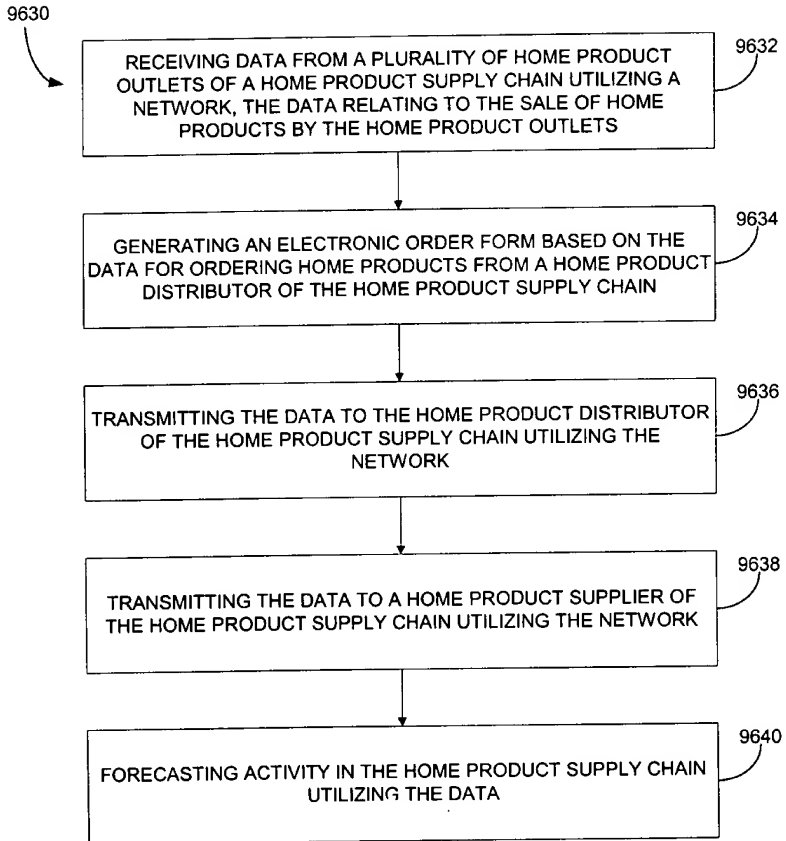 9630
9632
RECEIVING DATA FROM A PLURALITY OF HOME PRODUCT
OUTLETS OF A HOME PRODUCT SUPPLY CHAIN UTILIZING A
NETWORK, THE DATA RELATING TO THE SALE OF HOME
PRODUCTS BY THE HOME PRODUCT OUTLETS
9634
GENERATING AN ELECTRONIC ORDER FORM BASED ON THE
DATA FOR ORDERING HOME PRODUCTS FROM A HOME PRODUCT
DISTRIBUTOR OF THE HOME PRODUCT SUPPLY CHAIN
9636
TRANSMITTING THE DATA TO THE HOME PRODUCT DISTRIBUTOR
OF THE HOME PRODUCT SUPPLY CHAIN UTILIZING THE
NETWORK
9638
TRANSMITTING THE DATA TO A HOME PRODUCT SUPPLIER OF
THE HOME PRODUCT SUPPLY CHAIN UTILIZING THE NETWORK
9640
FORECASTING ACTIVITY IN THE HOME PRODUCT SUPPLY CHAIN
UTILIZING THE DATA